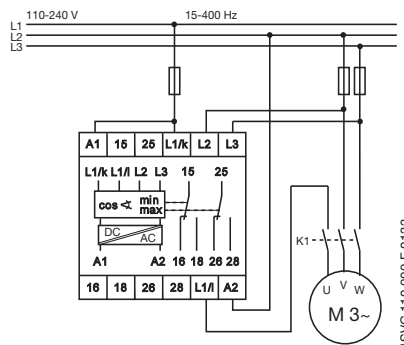 110-240 V 15-400 Hz
L1
L2
L3
A1 15 25 L1/k L2 L3
L1/k L1/l L2 L3 15 25
cos ∢ min
max
DC
AC
A1 A2 16 18 26 28
16 18 26 28 L1/l A2
K1
U V W
M 3~